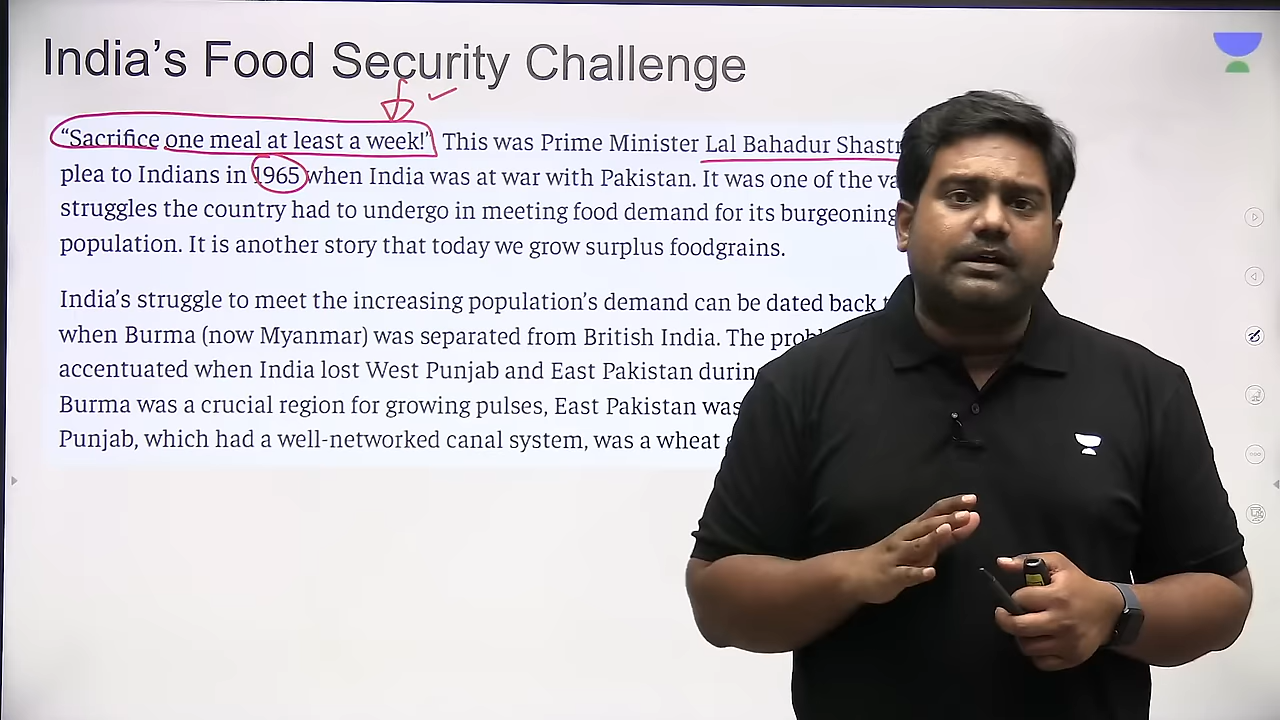 India's Food Security Challenge
“Sacrifice one meal at least a week!” This was Prime Minister Lal Bahadur
plea to Indians in 1965 when India was at war with Pakistan. It was one of the
struggles the country had to undergo in meeting food demand for its burgeoning
population. It is another story that today we grow surplus foodgrains.
India’s struggle to meet the increasing population’s demand can be dated back
when Burma (now Myanmar) was separated from British India. The
accentuated when India lost West Punjab and East Pakistan
Burma was a crucial region for growing pulses, East Pakistan was
Punjab, which had a well-networked canal system, was a wheat